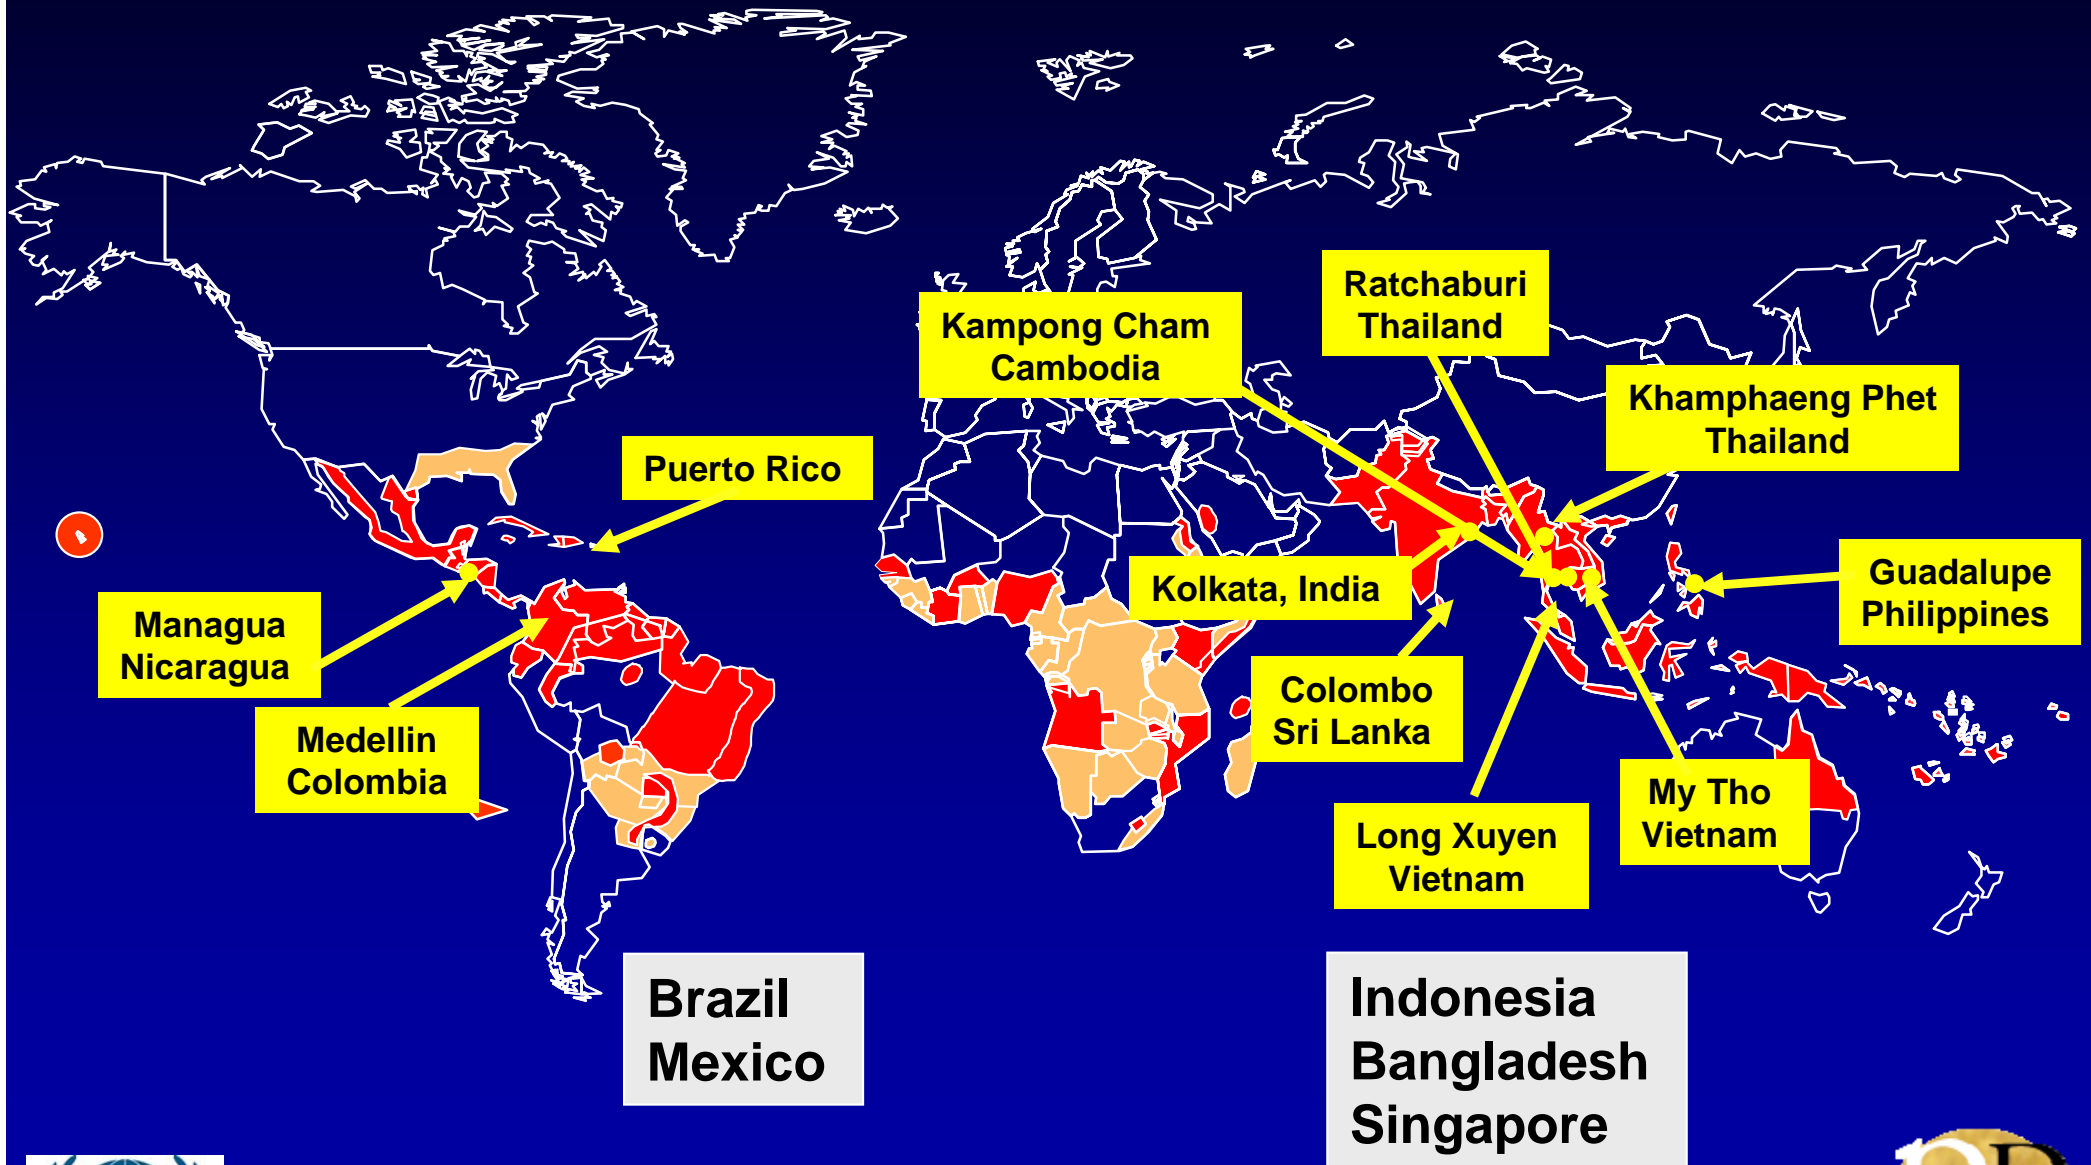 Ratchaburi
Thailand
Kampong Cham
Cambodia
Khamphaeng Phet
Thailand
Puerto Rico
Kolkata, India
Guadalupe
Philippines
Managua
Nicaragua
Colombo
Sri Lanka
Medellin
Colombia
My Tho
Vietnam
Long Xuyen
Vietnam
Brazil
Mexico
Indonesia
Bangladesh
Singapore